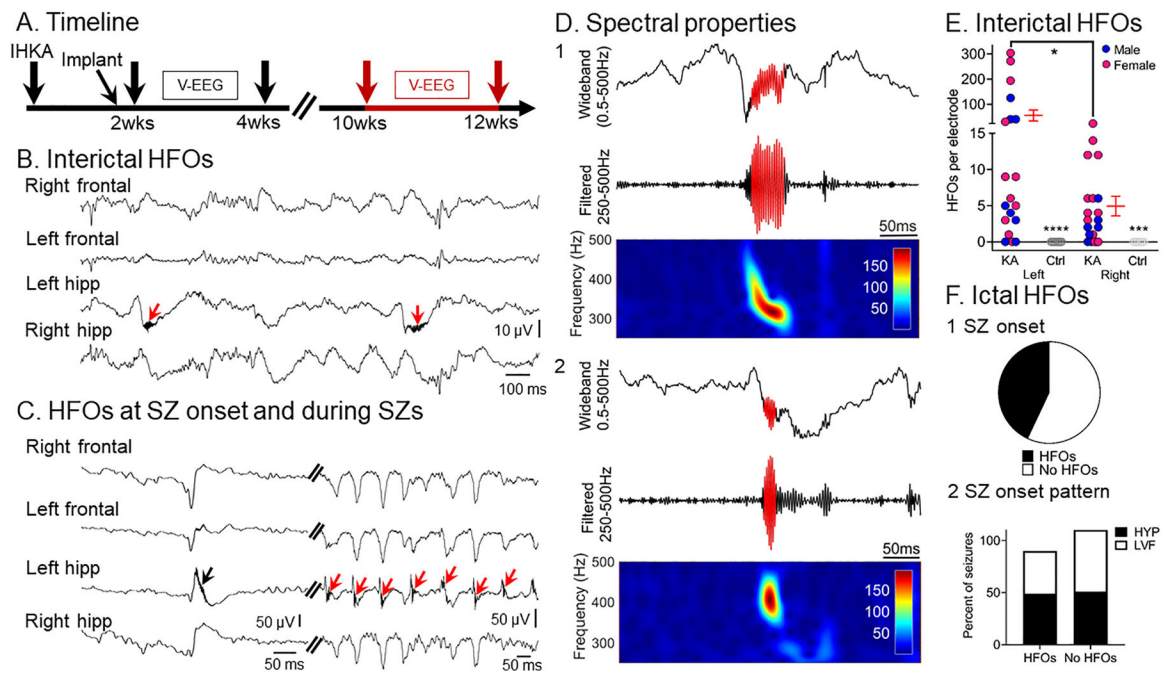 A. Timeline
IHKA
Implant
V-EEG
V-EEG
2wks
4wks
10wks
12wks
B. Interictal HFOs
Right frontal
Left frontal
Left hipp
Right hipp
10 µV
100 ms
C. HFOs at SZ onset and during SZs
Right frontal
Left frontal
Left hipp
Right hipp
50 µV
50 µV
50 ms
50 ms
D. Spectral properties
1
Wideband
(0.5-500Hz)
Filtered
250-500Hz
50ms
Frequency (Hz)
500
400
300
150
100
50
2
Wideband
0.5-500Hz
Filtered
250-500Hz
50ms
Frequency (Hz)
500
400
300
150
100
50
E. Interictal HFOs
HFOs per electrode
300
200
100
15
10
5
0
*
Male
Female
****
***
KA
Ctrl
KA
Ctrl
Left
Right
F. Ictal HFOs
1 SZ onset
HFOs
No HFOs
2 SZ onset pattern
HYP
LVF
Percent of seizures
100
50
0
HFOs
No HFOs